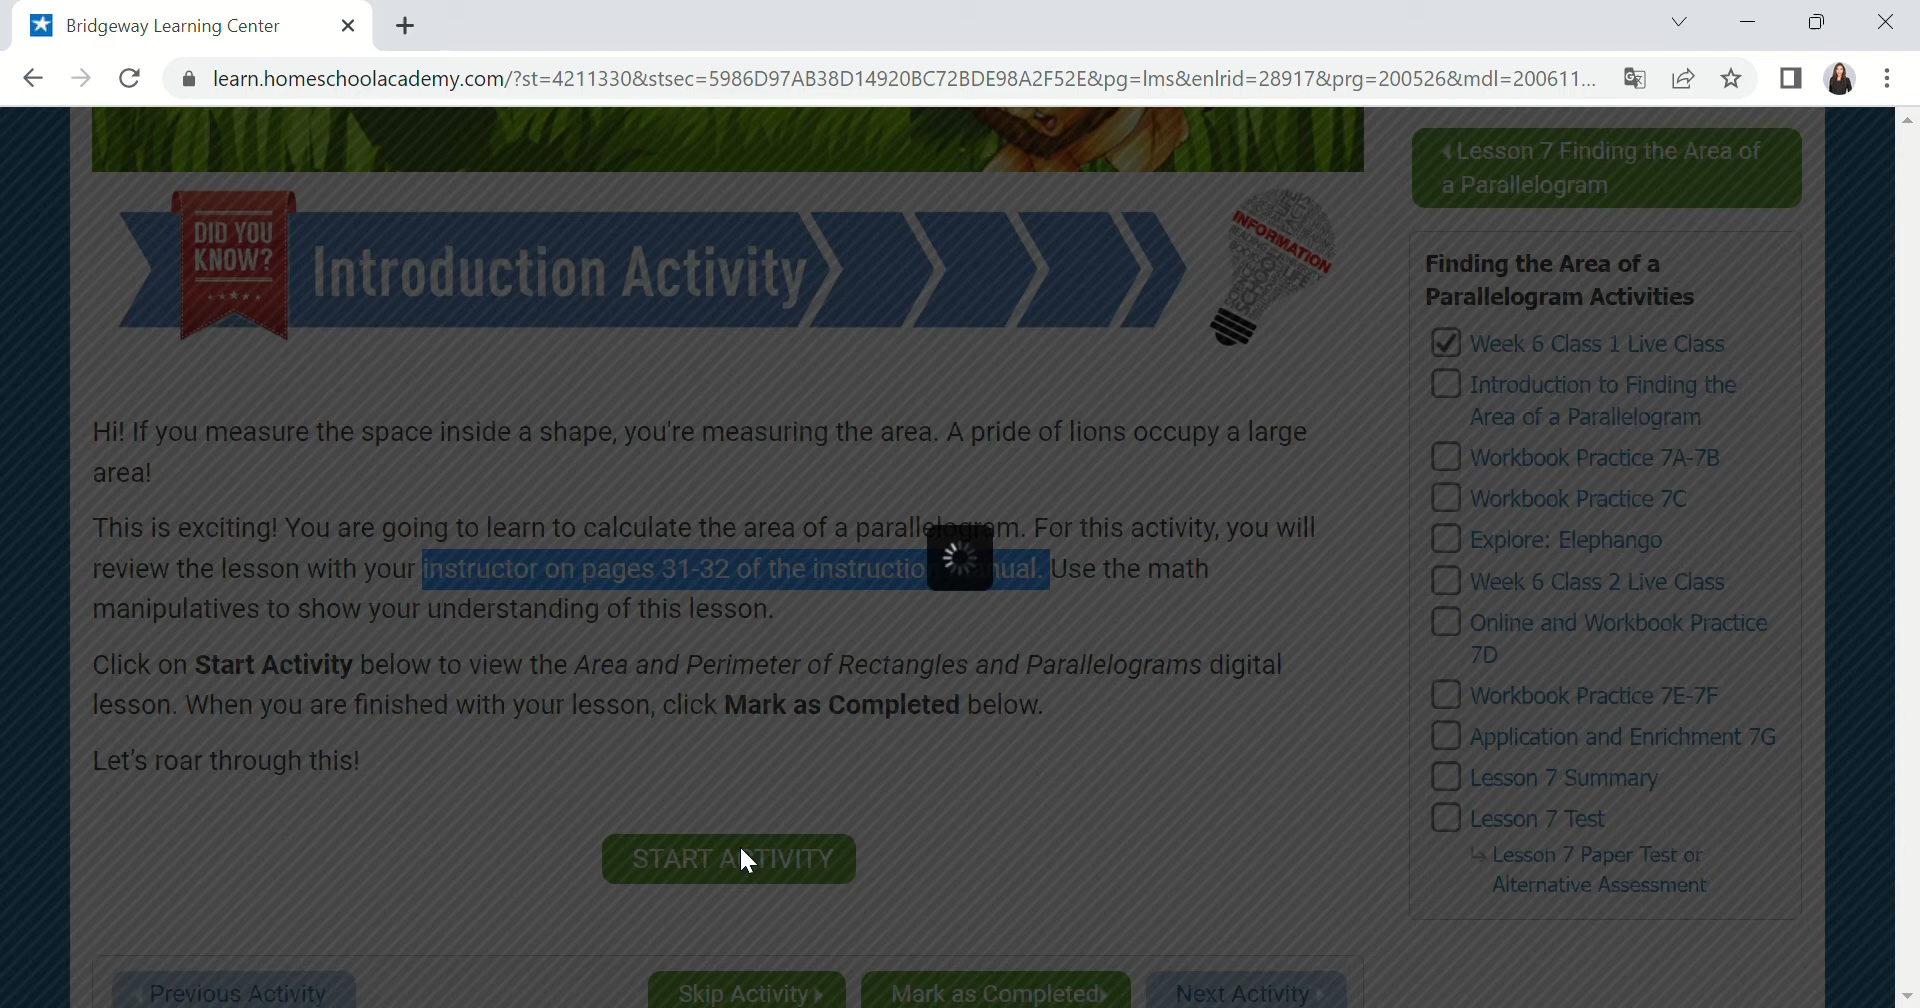 Bridgeway Learning Center
learn.homeschoolacademy.com/?st=4211330&stsec=5986D97AB38D14920BC72BDE98A2F52E&pg=lms&enlrid=28917&prg=200526&mdl=200611...
Lesson 7 Finding the Area of
a Parallelogram
DID YOU
KNOW?
Introduction Activity
INFORMATION
Finding the Area of a
Parallelogram Activities
Week 6 Class 1 Live Class
Introduction to Finding the
Area of a Parallelogram
Workbook Practice 7A-7B
Workbook Practice 7C
Explore: Elephango
Week 6 Class 2 Live Class
Online and Workbook Practice
7D
Workbook Practice 7E-7F
Application and Enrichment 7G
Lesson 7 Summary
Lesson 7 Test
Lesson 7 Paper Test or
Alternative Assessment
Hi! If you measure the space inside a shape, you're measuring the area. A pride of lions occupy a large
area!
This is exciting! You are going to learn to calculate the area of a parallelogram. For this activity, you will
review the lesson with your instructor on pages 31-32 of the instruction manual. Use the math
manipulatives to show your understanding of this lesson.
Click on Start Activity below to view the Area and Perimeter of Rectangles and Parallelograms digital
lesson. When you are finished with your lesson, click Mark as Completed below.
Let's roar through this!
START ACTIVITY
Previous Activity
Skip Activity
Mark as Completed
Next Activity